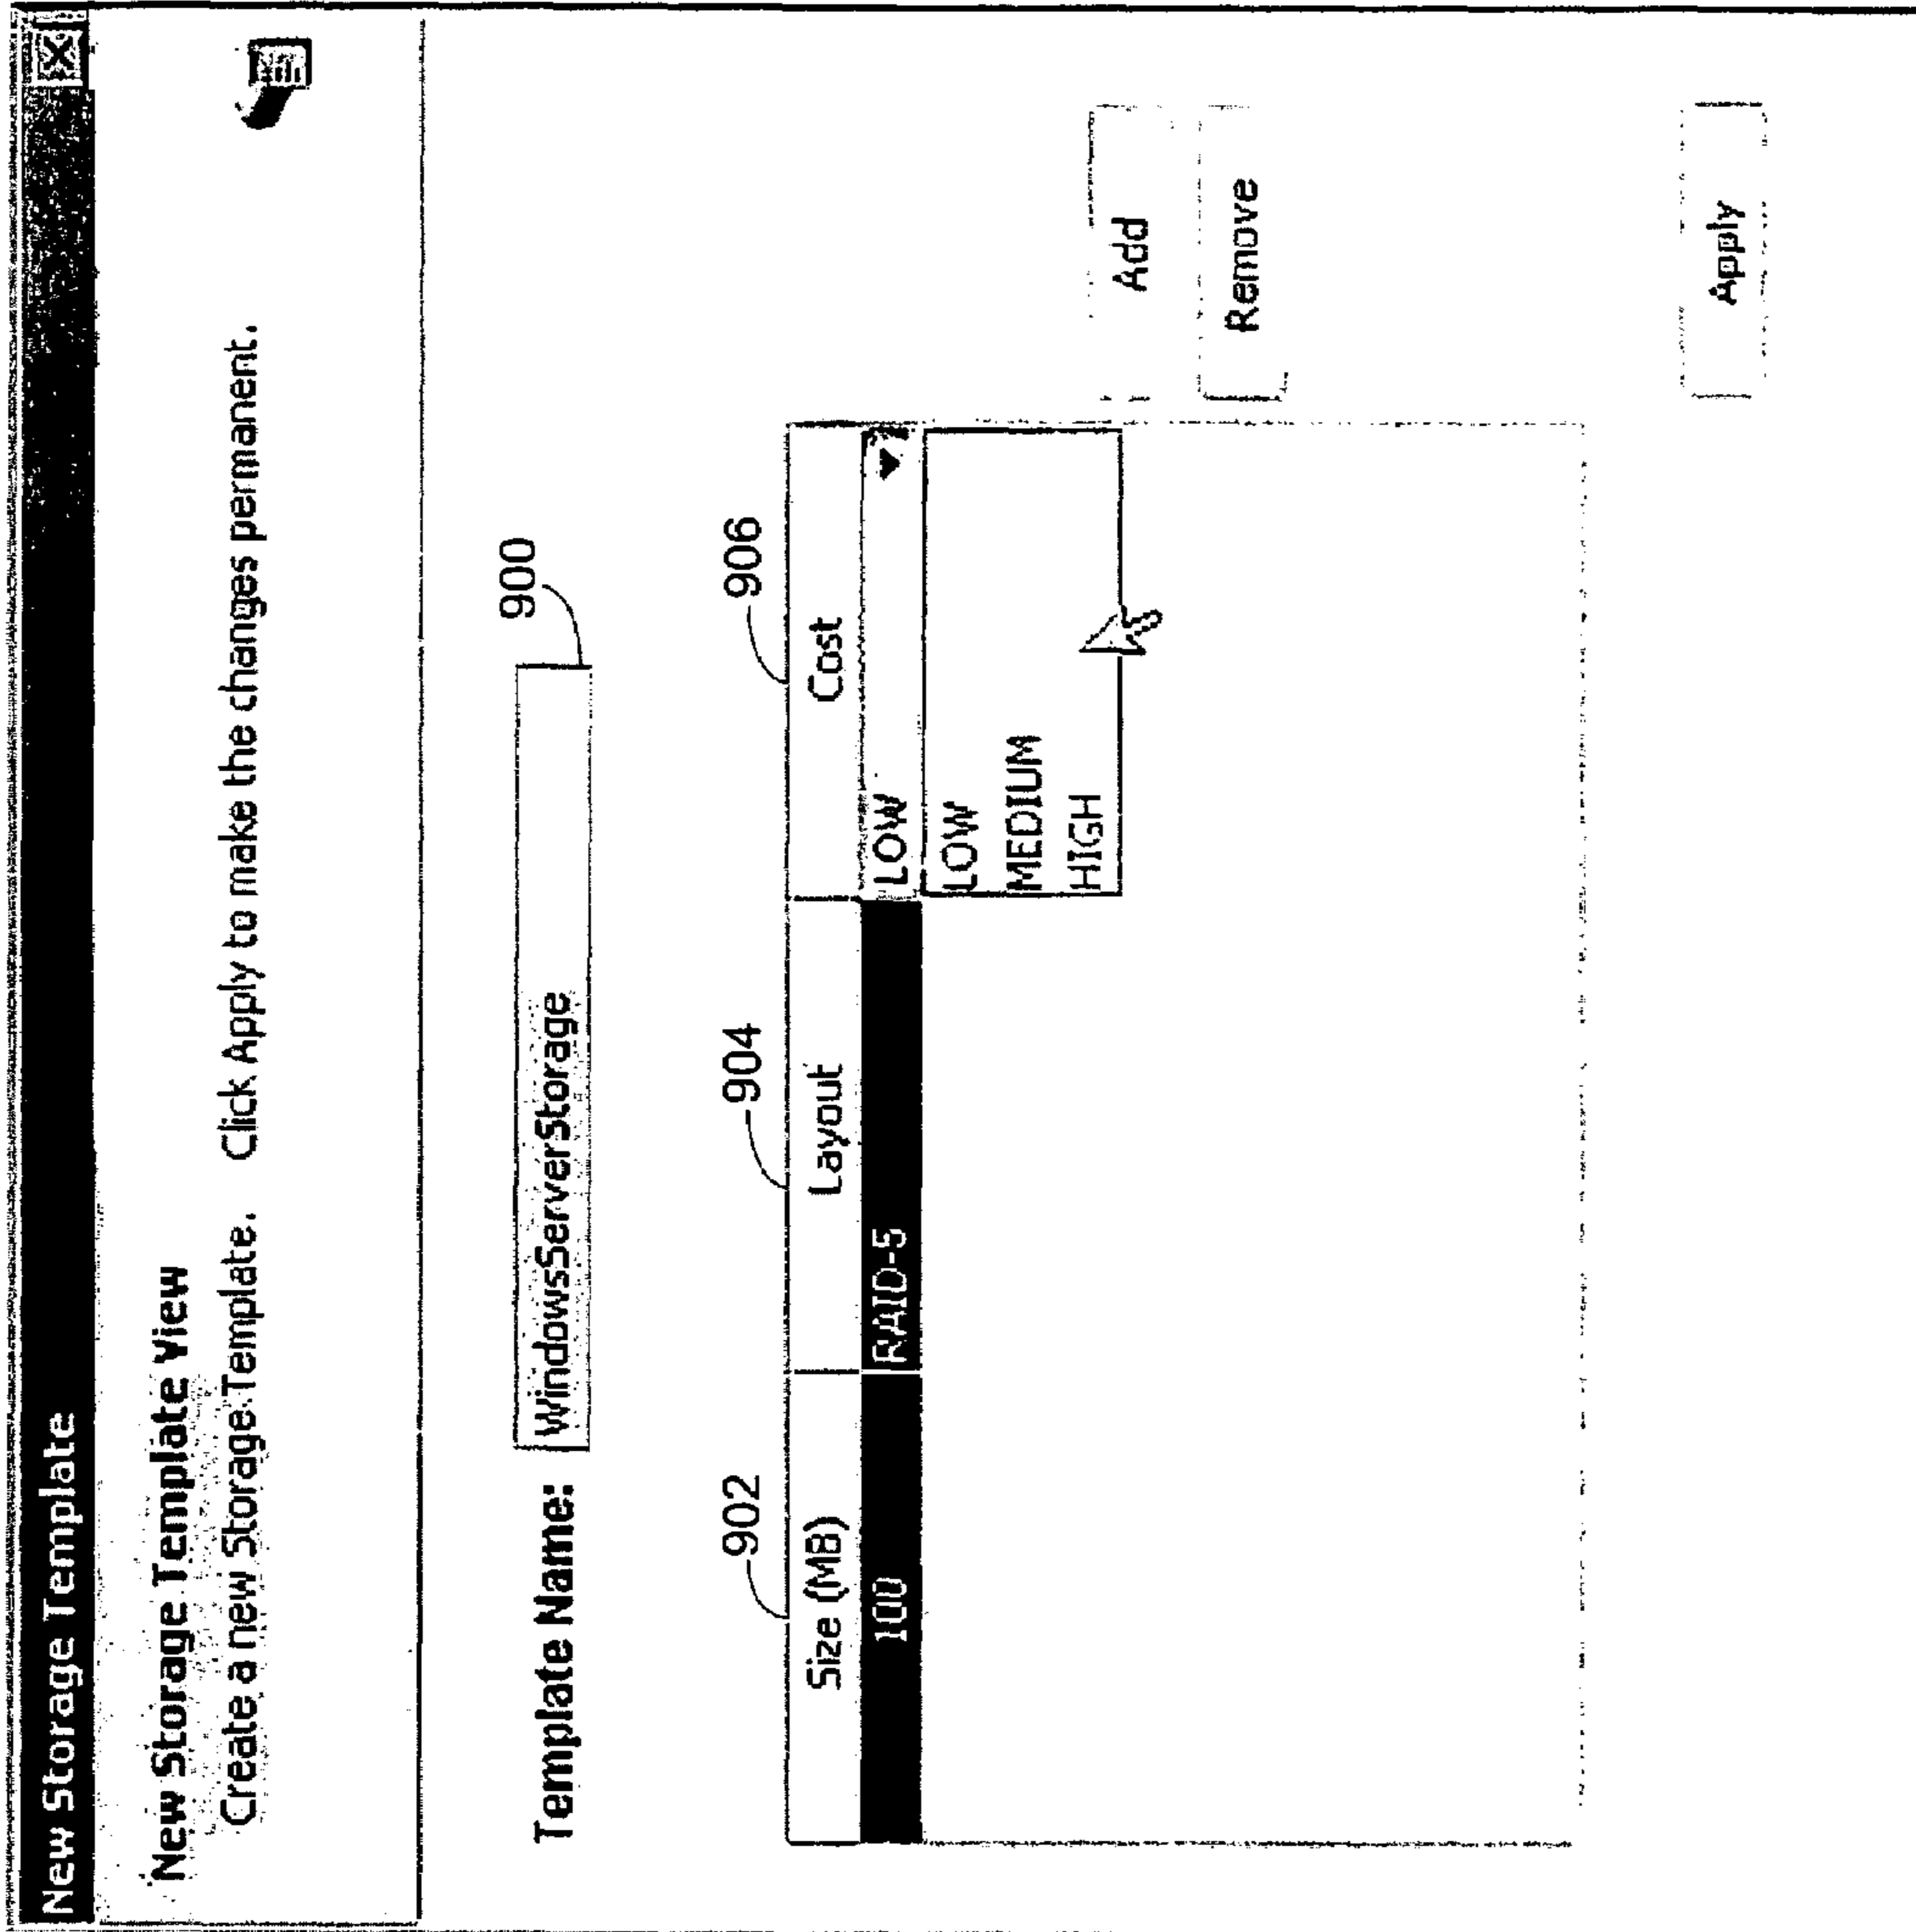 New Storage Template
New Storage Template View
Create a new Storage Template. Click Apply to make the changes permanent.
900
Template Name: WindowsServerStorage
902 904 906
Size (MB) Layout Cost
100 RAID-5 LOW
LOW
MEDIUM
HIGH
Add
Remove
Apply